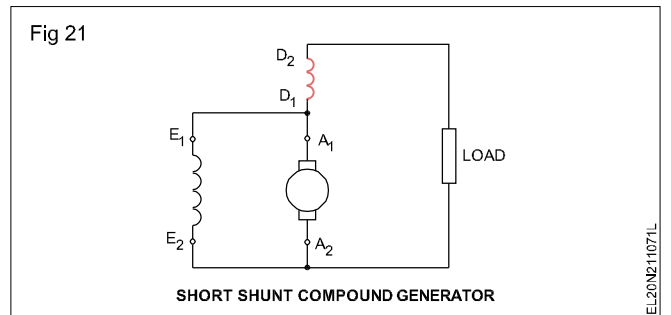 Fig 21
D2
D1
E1
A1
LOAD
E2
A2
SHORT SHUNT COMPOUND GENERATOR
EL20N211071L